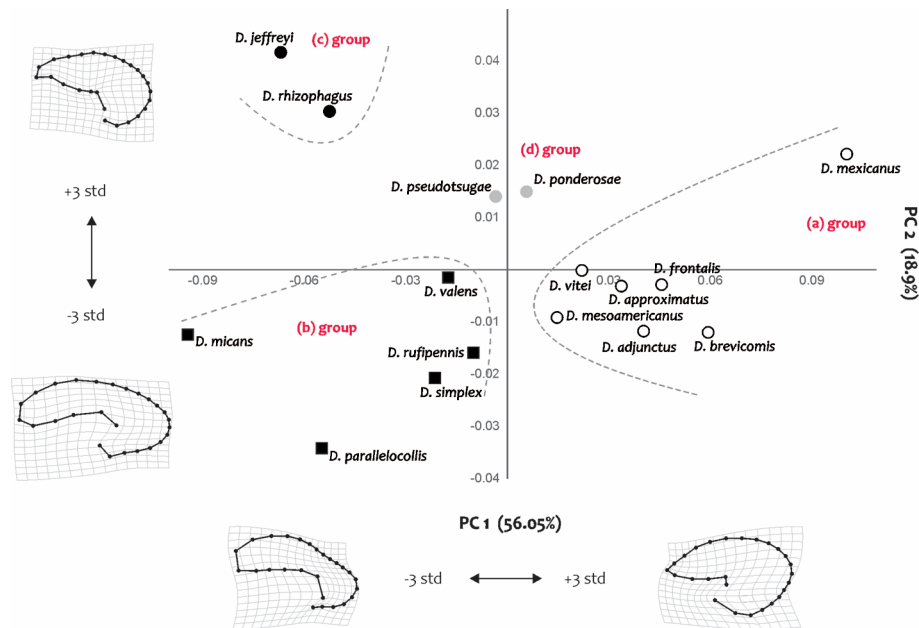 D. jeffreyi
(c) group
0.04
D. rhizophagus
0.03
+3 std
-3 std
0.02
(d) group
D. pseudotsugae
D. ponderosae
D. mexicanus
0.01
(a) group
PC 2 (18.9%)
-0.09
-0.06
-0.03
0.03
0.06
0.09
D. valens
D. vitei
D. frontalis
D. approximatus
D. mesoamericanus
-0.01
(b) group
D. micans
D. rufipennis
D. adjunctus
D. brevicomis
-0.02
D. simplex
-0.03
D. parallelocollis
-0.04
PC 1 (56.05%)
-3 std
+3 std